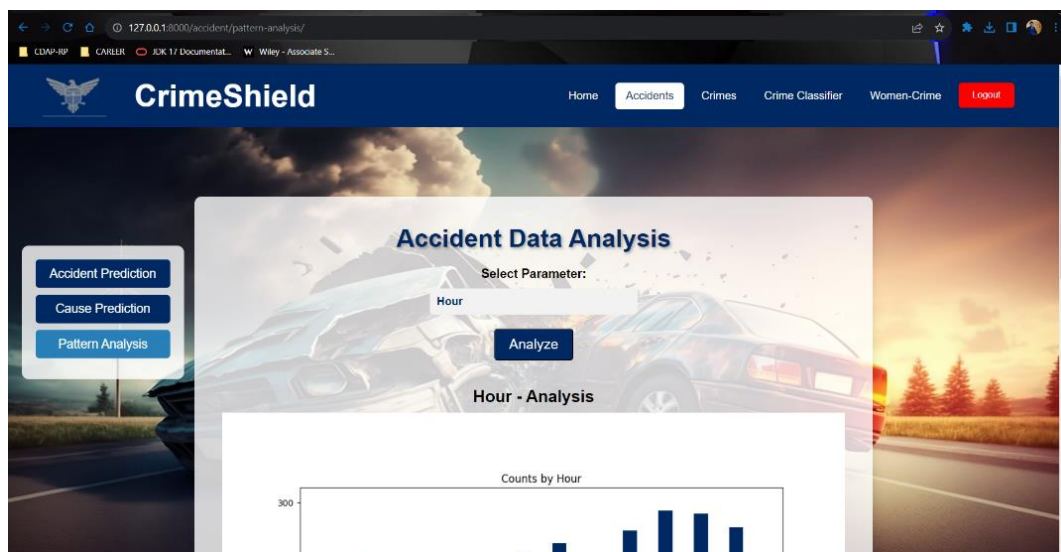 127.0.0.1:8000/accident/pattern-analysis/
CDAP-RP CAREER JDK 17 Documentat... W Wiley - Associate S...
CrimeShield
Home Accidents Crimes Crime Classifier Women-Crime Logout
Accident Data Analysis
Select Parameter:
Hour
Analyze
Accident Prediction
Cause Prediction
Pattern Analysis
Hour - Analysis
Counts by Hour
300